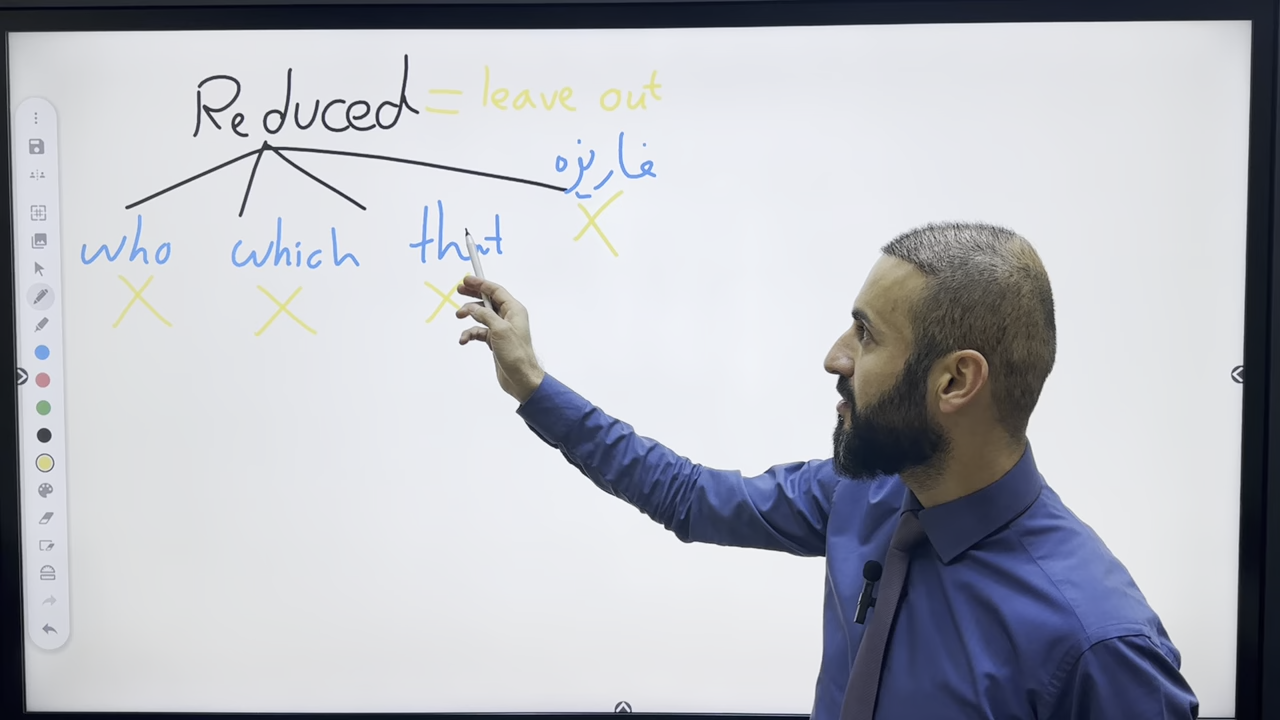 Reduced = leave out
فاريزه
who which that
X X X X